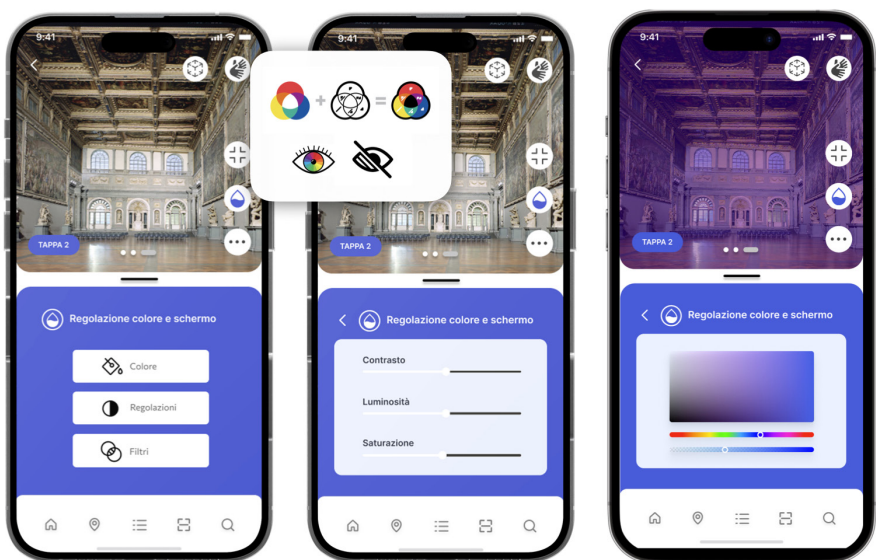 9:41
TAPPA 2
Regolazione colore e schermo
Colore
Regolazioni
Filtri
9:41
TAPPA 2
Regolazione colore e schermo
Contrasto
Luminosità
Saturazione
9:41
TAPPA 2
Regolazione colore e schermo